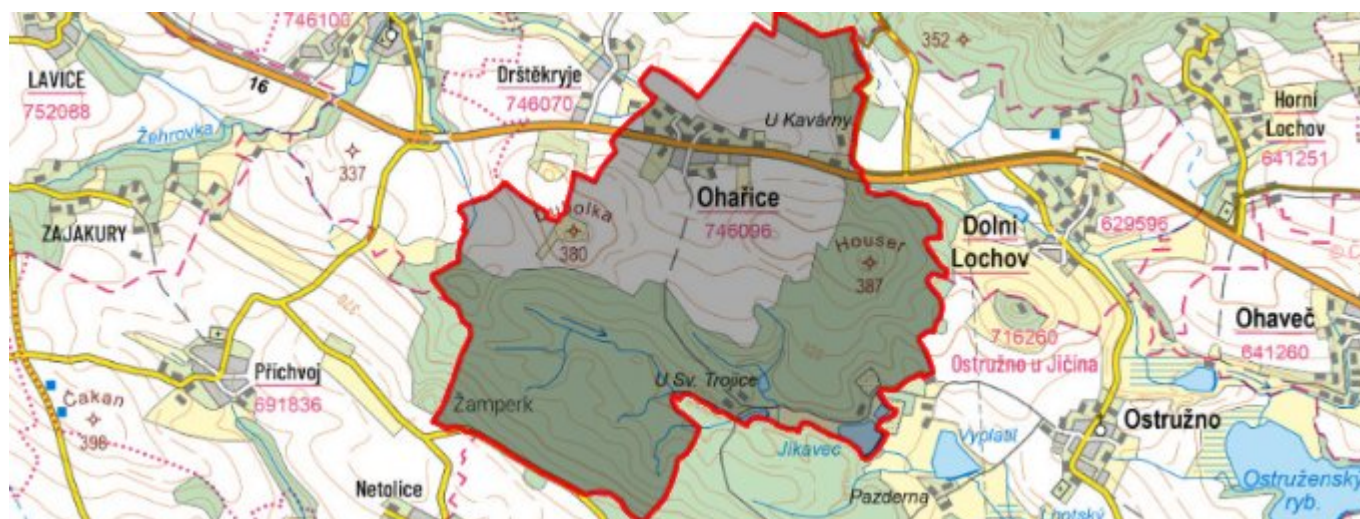 746100
352
LAVICE
752088
16
Drštěkryje
746070
U Kavárny
Horní
Lochov
641251
Žehrovka
337
Ohařice
746096
ZAJAKURY
380
Houser
387
Dolní
Lochov
629596
Ohaveč
641260
716260
Ostružno u Jičína
Příchvoj
691836
Čakan
398
Žamperk
U Sv. Trojice
Jíkavec
Vyplatil
Ostružno
Netolice
Pazderna
Ostruženský
ryb.